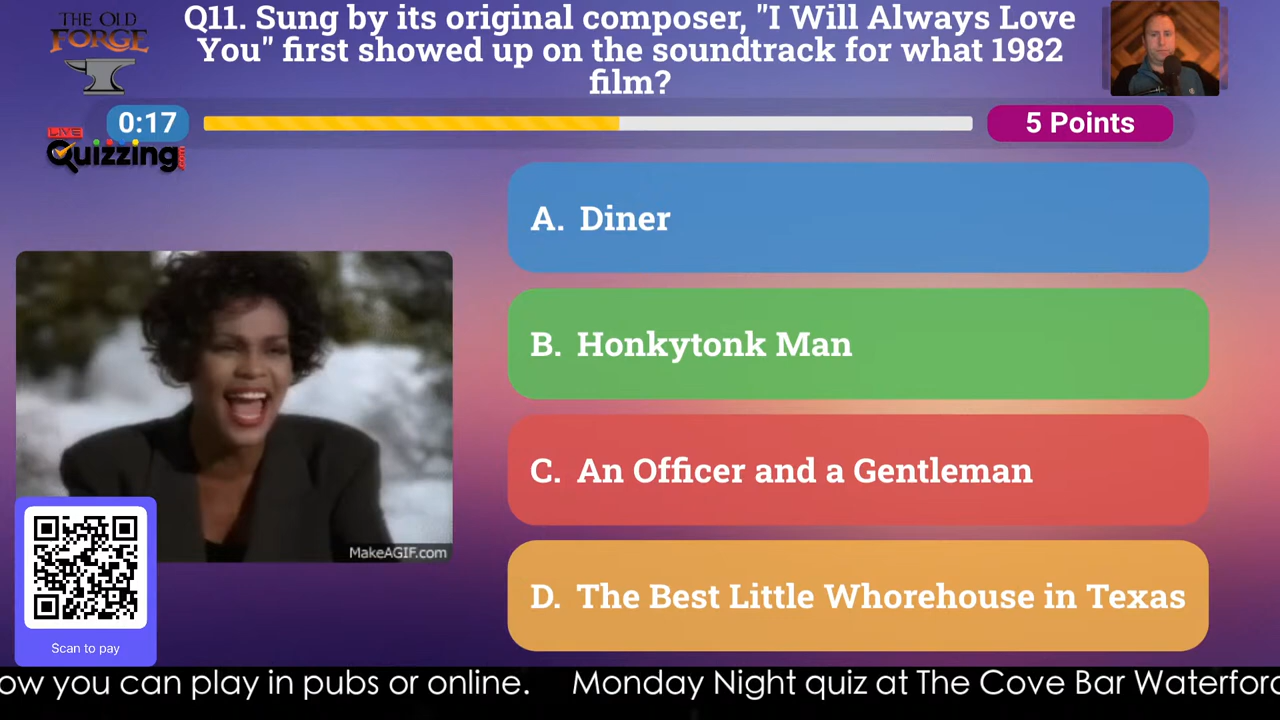 THE OLD
FORGE
Q11. Sung by its original composer, "I Will Always Love
You" first showed up on the soundtrack for what 1982
film?
0:17
5 Points
LIVE
Quizzing
A. Diner
B. Honkytonk Man
C. An Officer and a Gentleman
D. The Best Little Whorehouse in Texas
MakeAGIF.com
Scan to pay
ow you can play in pubs or online. Monday Night quiz at The Cove Bar Waterford